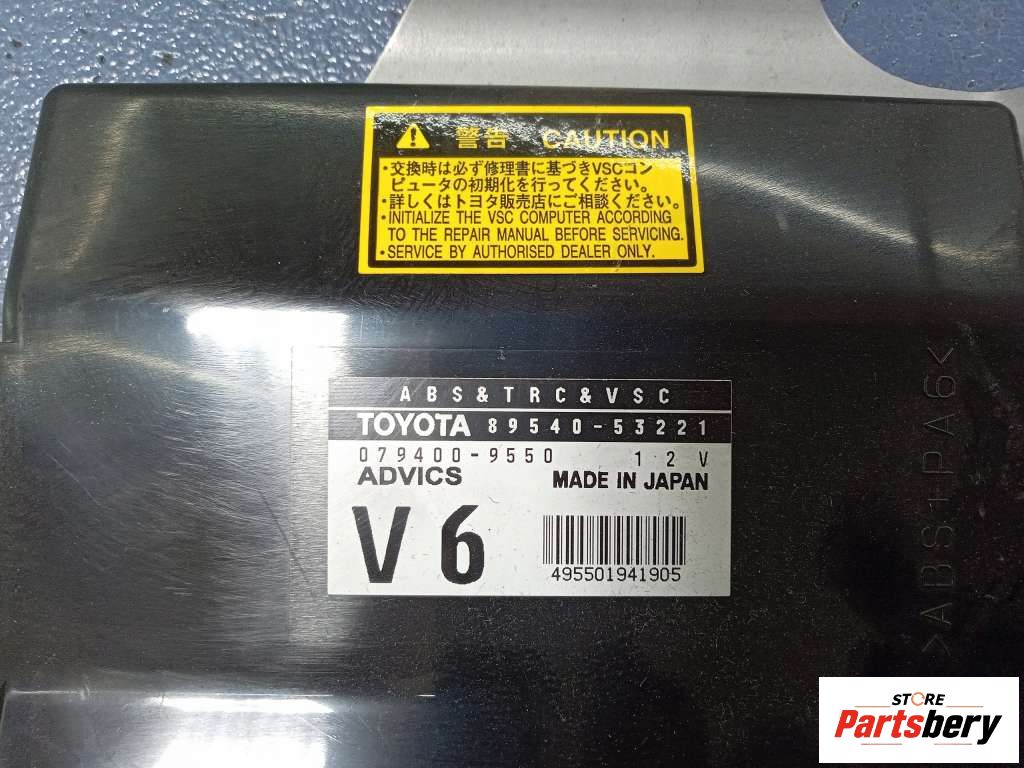 警告 CAUTION
・交換時は必ず修理書に基づきVSCコン
ピュータの初期化を行ってください。
・詳しくはトヨタ販売店にご相談ください。
・INITIALIZE THE VSC COMPUTER ACCORDING
TO THE REPAIR MANUAL BEFORE SERVICING.
・SERVICE BY AUTHORISED DEALER ONLY.
ABS&TRC&VSC
TOYOTA 89540-53221
079400-9550 12V
ADVICS MADE IN JAPAN
V6
495501941905
>ABS+PA6<
STORE
Partsbery